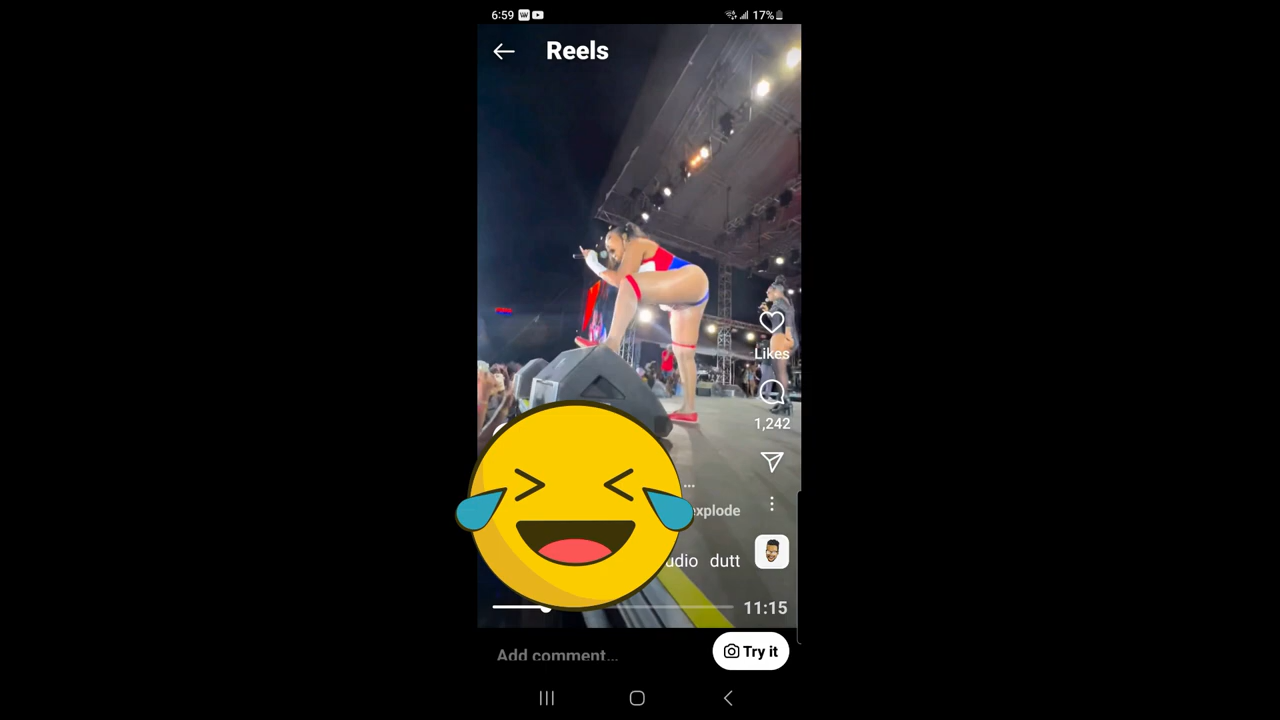 6:59
17%
Reels
Likes
1,242
...
explode
udio dutt
11:15
Add comment...
Try it